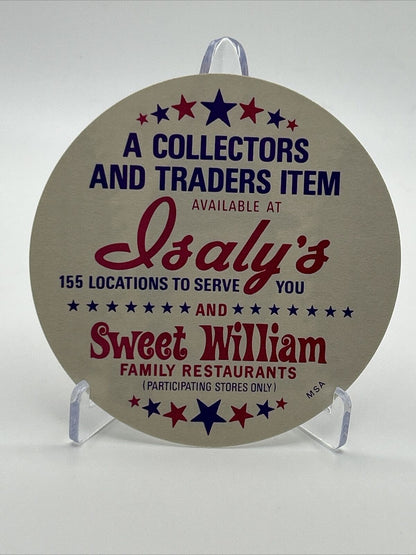 A COLLECTORS
AND TRADERS ITEM
AVAILABLE AT
Isaly's
155 LOCATIONS TO SERVE YOU
AND
Sweet William
FAMILY RESTAURANTS
(PARTICIPATING STORES ONLY)
MSA